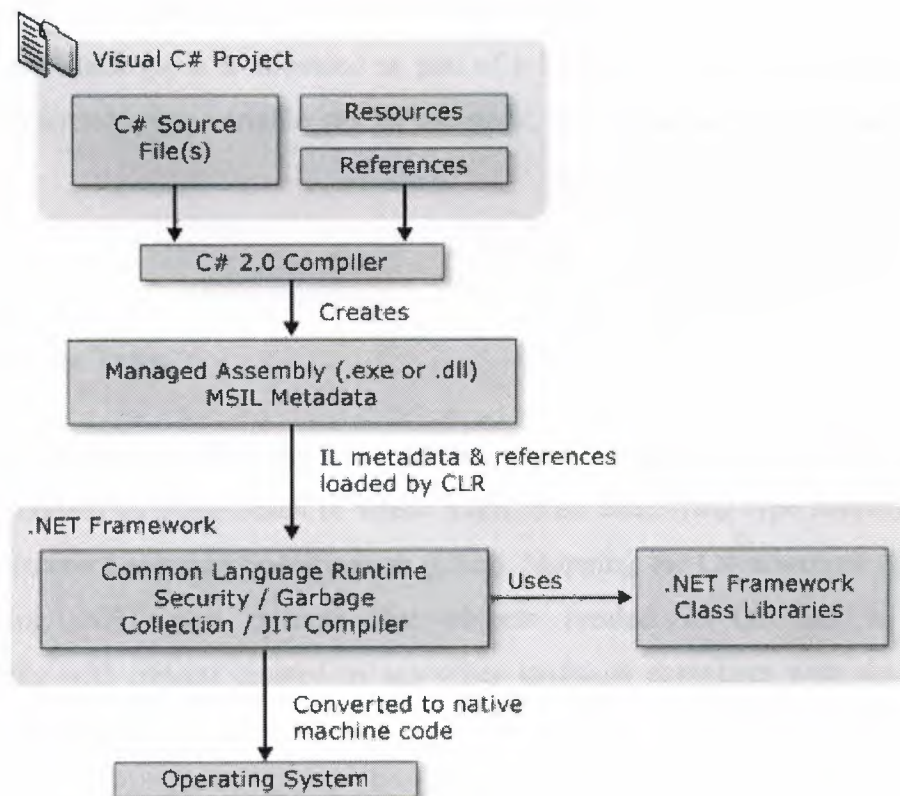 Visual C# Project
C# Source
File(s)
Resources
References
C# 2.0 Compiler
Creates
Managed Assembly (.exe or .dll)
MSIL Metadata
IL metadata & references
loaded by CLR
.NET Framework
Common Language Runtime
Security / Garbage
Collection / JIT Compiler
Uses
.NET Framework
Class Libraries
Converted to native
machine code
Operating System